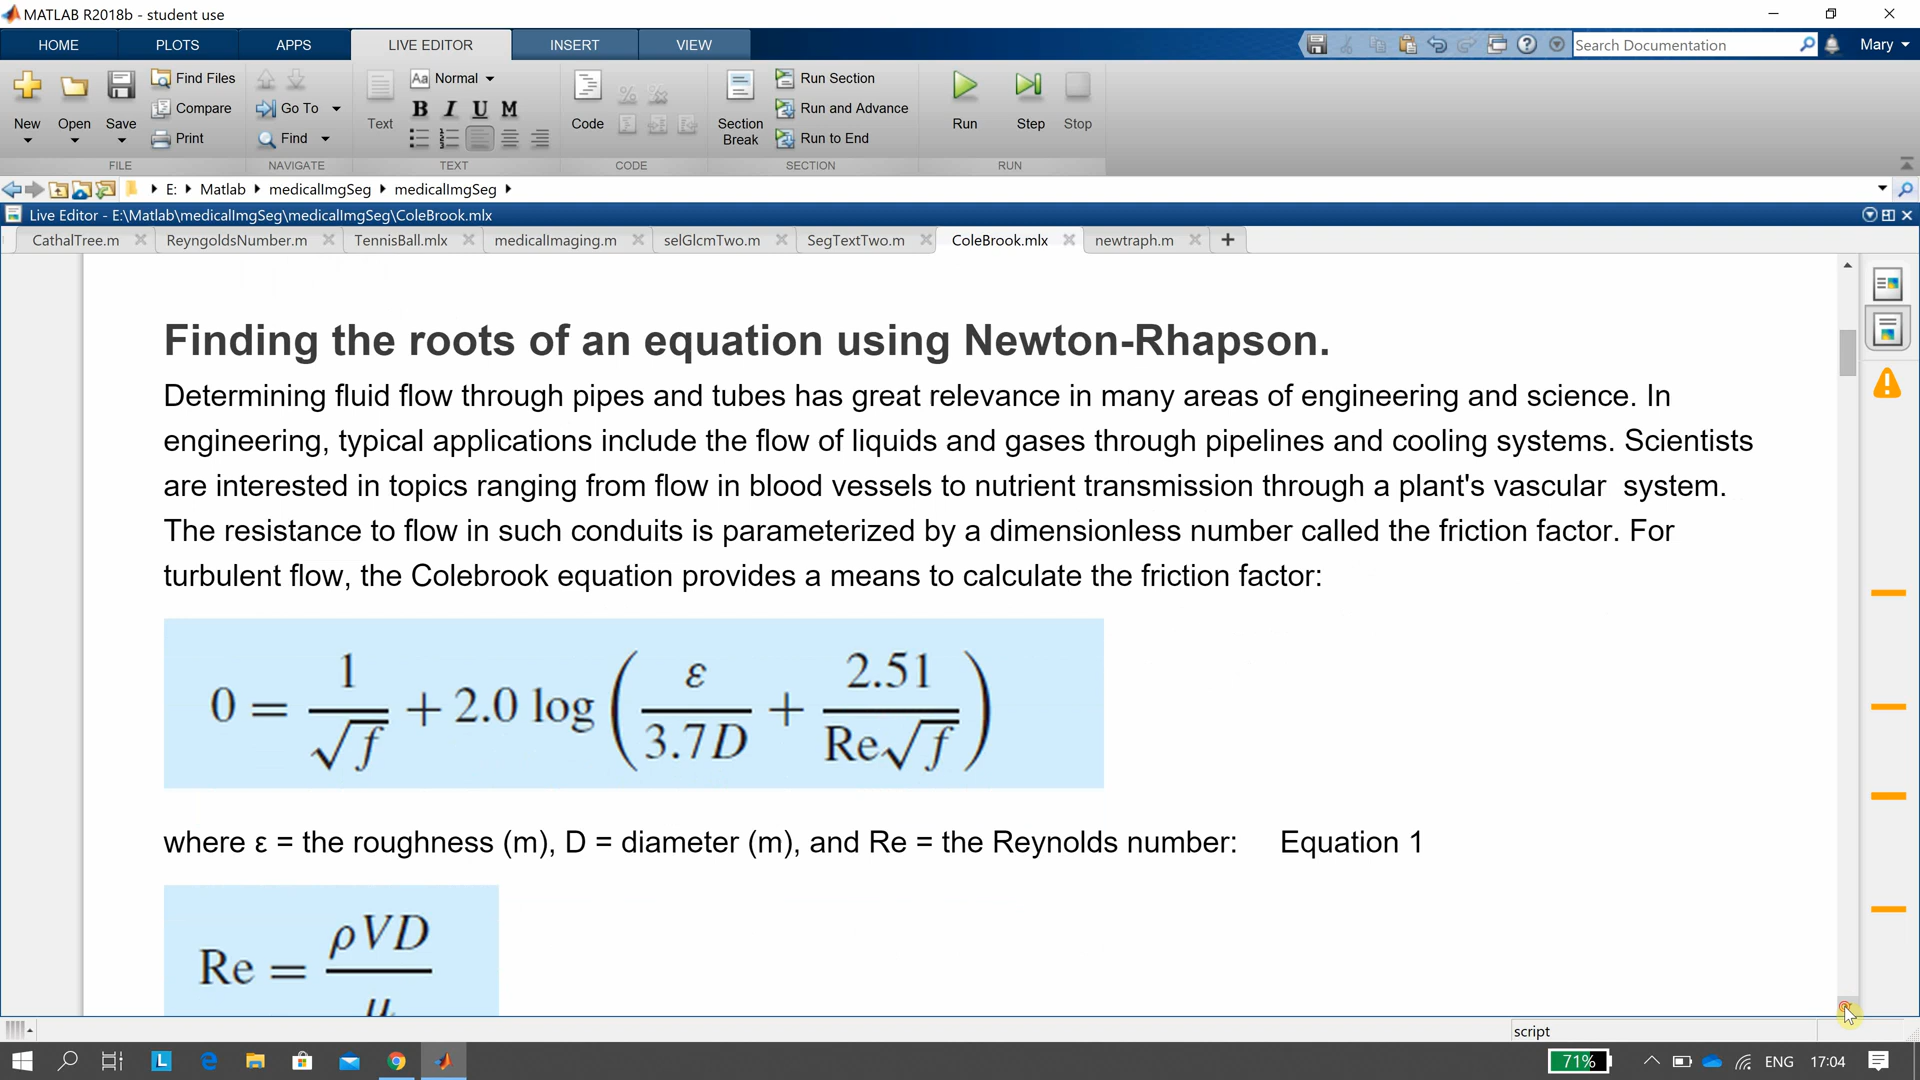 MATLAB R2018b - student use
HOME PLOTS APPS LIVE EDITOR INSERT VIEW Search Documentation Mary
New Open Save Find Files Compare Print
Go To Find
Text Aa Normal B I U M
Code
Section Break Run Section Run and Advance Run to End
Run Step Stop
FILE NAVIGATE TEXT CODE SECTION RUN
E: Matlab medicalImgSeg medicalImgSeg
Live Editor - E:\Matlab\medicalImgSeg\medicalImgSeg\ColeBrook.mlx
CathalTree.m ReyngoldsNumber.m TennisBall.mlx medicalImaging.m selGlcmTwo.m SegTextTwo.m ColeBrook.mlx newtraph.m +
Finding the roots of an equation using Newton-Rhapson.
Determining fluid flow through pipes and tubes has great relevance in many areas of engineering and science. In
engineering, typical applications include the flow of liquids and gases through pipelines and cooling systems. Scientists
are interested in topics ranging from flow in blood vessels to nutrient transmission through a plant's vascular system.
The resistance to flow in such conduits is parameterized by a dimensionless number called the friction factor. For
turbulent flow, the Colebrook equation provides a means to calculate the friction factor:
0 = 1/√f + 2.0 log(ε/3.7D + 2.51/Re√f)
where ε = the roughness (m), D = diameter (m), and Re = the Reynolds number: Equation 1
Re = ρVD/μ
script
71% ENG 17:04